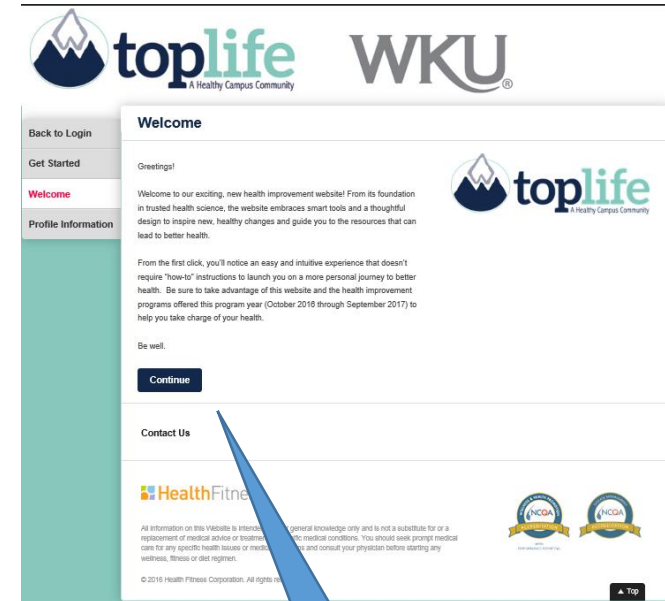 toplife
A Healthy Campus Community
WKU®
Back to Login
Get Started
Welcome
Profile Information
Welcome
Greetings!
Welcome to our exciting, new health improvement website! From its foundation
in trusted health science, the website embraces smart tools and a thoughtful
design to inspire new, healthy changes and guide you to the resources that can
lead to better health.
From the first click, you'll notice an easy and intuitive experience that doesn't
require "how-to" instructions to launch you on a more personal journey to better
health. Be sure to take advantage of this website and the health improvement
programs offered this program year (October 2016 through September 2017) to
help you take charge of your health.
Be well.
Continue
toplife
A Healthy Campus Community
Contact Us
HealthFitne
All information on this Website is intende general knowledge only and is not a substitute for or a
replacement of medical advice or treatmen fic medical conditions. You should seek prompt medical
care for any specific health issues or medic s and consult your physician before starting any
wellness, fitness or diet regimen.
© 2016 Health Fitness Corporation. All rights re
NCQA
NCQA
Top